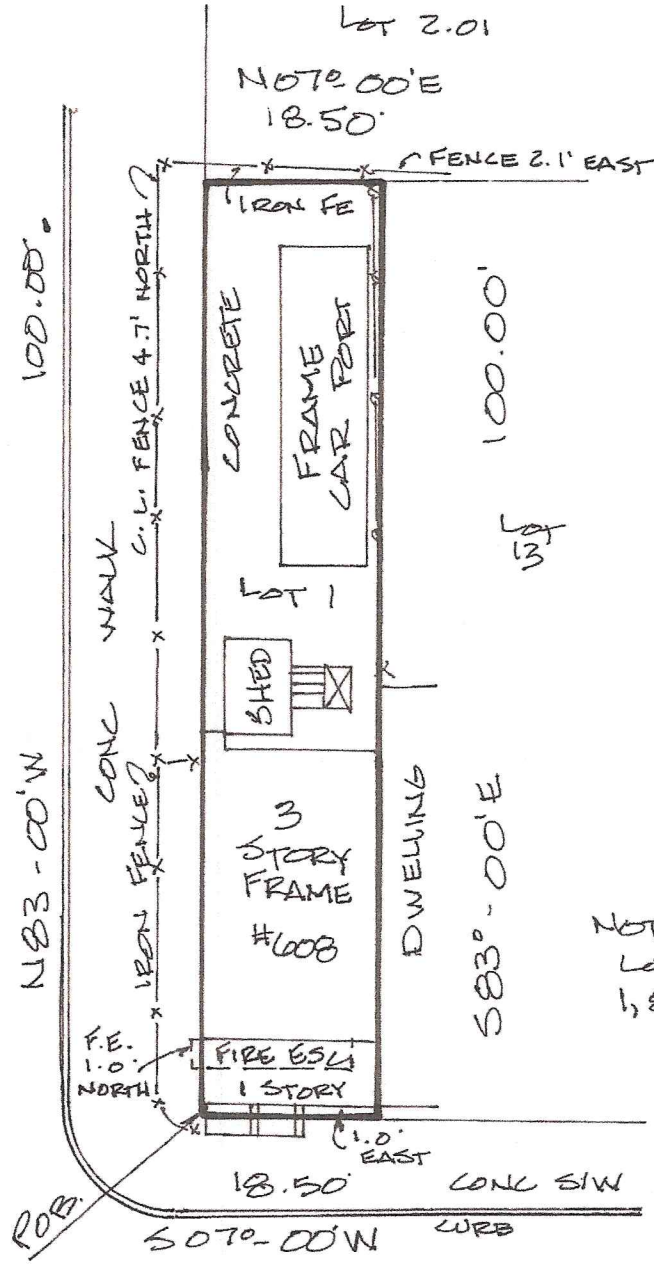 LOT 2.01
N07°-00'E
18.50'
FENCE 2.1' EAST
IRON FE
C.L. FENCE 4.7' NORTH
100.00'
CONCRETE
FRAME
CAR PORT
100.00'
LOT
13
LOT 1
CONC WALK
SHED
N83-00'W
IRON FENCE
3
STORY
FRAME
#608
DWELLING
S83°-00'E
F.E.
1.0'
NORTH
FIRE ESC
1 STORY
1.0'
EAST
P.O.B.
18.50'
CONC S/W
S07°-00'W
CURB